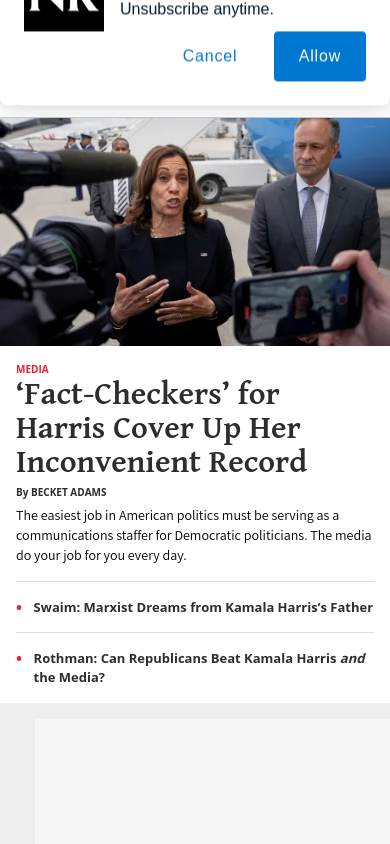 NR
Unsubscribe anytime.
Cancel
Allow
MEDIA
‘Fact-Checkers’ for
Harris Cover Up Her
Inconvenient Record
By BECKET ADAMS
The easiest job in American politics must be serving as a
communications staffer for Democratic politicians. The media
do your job for you every day.
• Swaim: Marxist Dreams from Kamala Harris’s Father
• Rothman: Can Republicans Beat Kamala Harris and
the Media?